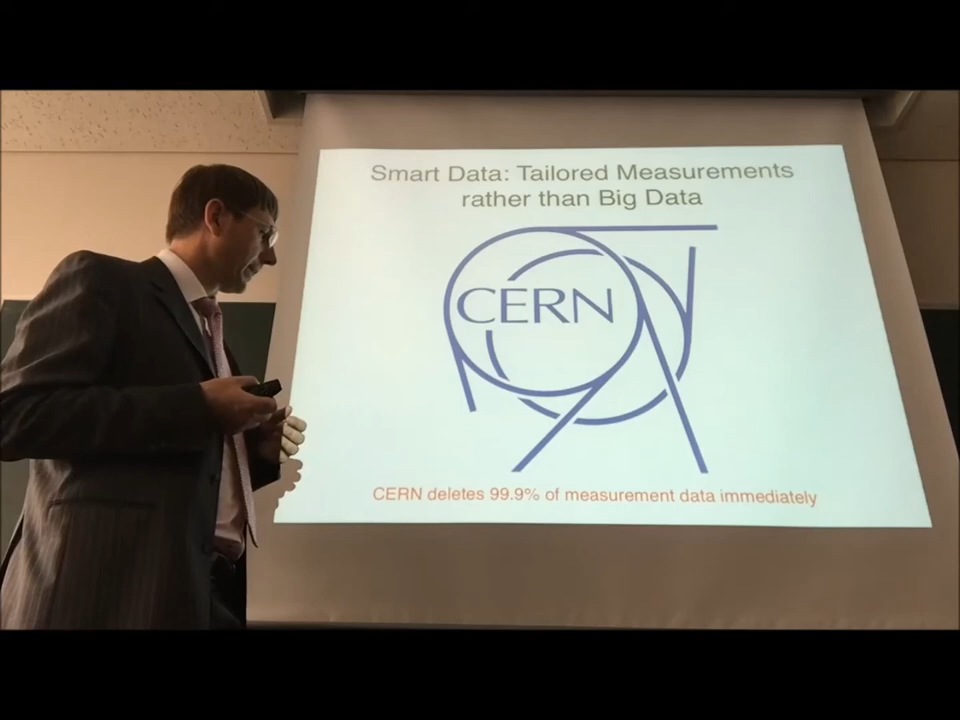 Smart Data: Tailored Measurements
rather than Big Data
CERN
CERN deletes 99.9% of measurement data immediately